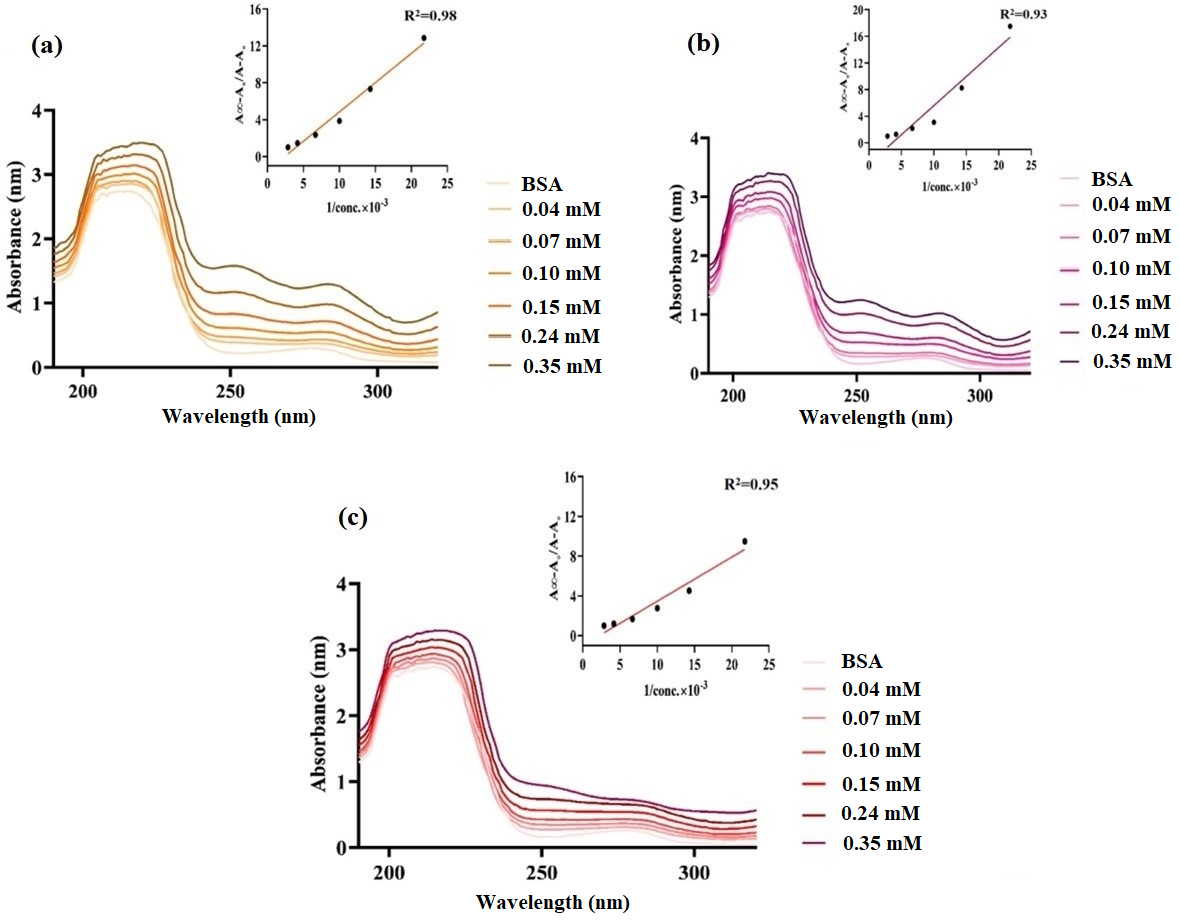 (a)
R²=0.98
A∞-A°/A-A°
16
12
8
4
0
0 5 10 15 20 25
1/conc.×10⁻³
Absorbance (nm)
4
3
2
1
0
200 250 300
Wavelength (nm)
BSA
0.04 mM
0.07 mM
0.10 mM
0.15 mM
0.24 mM
0.35 mM
(b)
R²=0.93
A∞-A°/A-A°
20
16
12
8
4
0
0 5 10 15 20 25
1/conc.×10⁻³
Absorbance (nm)
4
3
2
1
0
200 250 300
Wavelength (nm)
BSA
0.04 mM
0.07 mM
0.10 mM
0.15 mM
0.24 mM
0.35 mM
(c)
R²=0.95
A∞-A°/A-A°
16
12
8
4
0
0 5 10 15 20 25
1/conc.×10⁻³
Absorbance (nm)
4
3
2
1
0
200 250 300
Wavelength (nm)
BSA
0.04 mM
0.07 mM
0.10 mM
0.15 mM
0.24 mM
0.35 mM